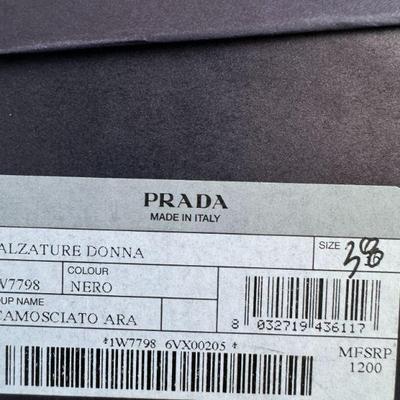 PRADA
MADE IN ITALY
ALZATURE DONNA
SIZE
W7798
COLOUR
NERO
OUP NAME
CAMOSCIATO ARA
8 032719 436117
*1W7798 6VX00205 *
MFSRP
1200